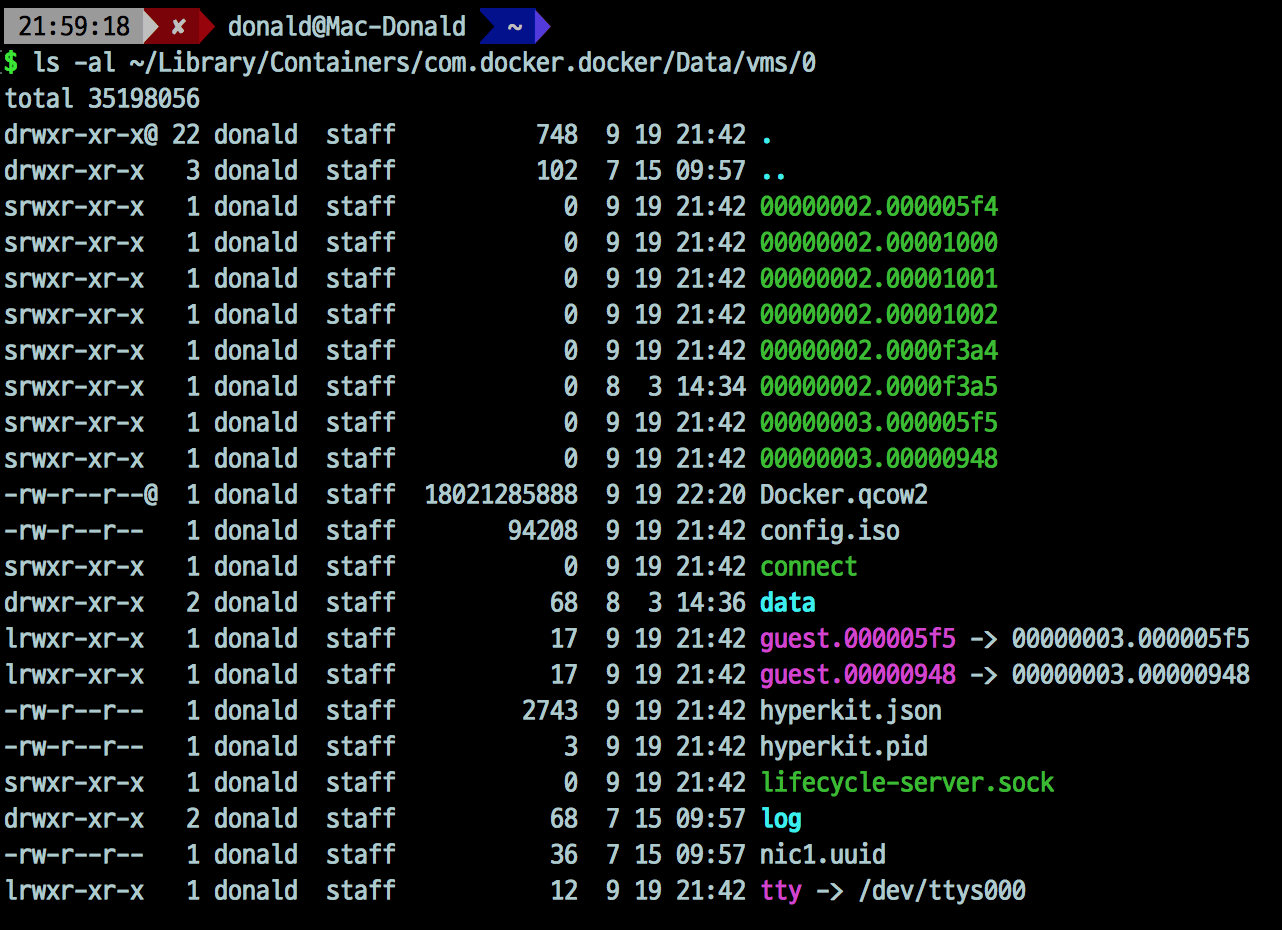 21:59:18 ✘ donald@Mac-Donald ~
$ ls -al ~/Library/Containers/com.docker.docker/Data/vms/0
total 35198056
drwxr-xr-x@ 22 donald  staff          748  9 19 21:42 .
drwxr-xr-x   3 donald  staff          102  7 15 09:57 ..
srwxr-xr-x   1 donald  staff            0  9 19 21:42 00000002.000005f4
srwxr-xr-x   1 donald  staff            0  9 19 21:42 00000002.00001000
srwxr-xr-x   1 donald  staff            0  9 19 21:42 00000002.00001001
srwxr-xr-x   1 donald  staff            0  9 19 21:42 00000002.00001002
srwxr-xr-x   1 donald  staff            0  9 19 21:42 00000002.0000f3a4
srwxr-xr-x   1 donald  staff            0  8  3 14:34 00000002.0000f3a5
srwxr-xr-x   1 donald  staff            0  9 19 21:42 00000003.000005f5
srwxr-xr-x   1 donald  staff            0  9 19 21:42 00000003.00000948
-rw-r--r--@  1 donald  staff  18021285888  9 19 22:20 Docker.qcow2
-rw-r--r--   1 donald  staff        94208  9 19 21:42 config.iso
srwxr-xr-x   1 donald  staff            0  9 19 21:42 connect
drwxr-xr-x   2 donald  staff           68  8  3 14:36 data
lrwxr-xr-x   1 donald  staff           17  9 19 21:42 guest.000005f5 -> 00000003.000005f5
lrwxr-xr-x   1 donald  staff           17  9 19 21:42 guest.00000948 -> 00000003.00000948
-rw-r--r--   1 donald  staff         2743  9 19 21:42 hyperkit.json
-rw-r--r--   1 donald  staff            3  9 19 21:42 hyperkit.pid
srwxr-xr-x   1 donald  staff            0  9 19 21:42 lifecycle-server.sock
drwxr-xr-x   2 donald  staff           68  7 15 09:57 log
-rw-r--r--   1 donald  staff           36  7 15 09:57 nic1.uuid
lrwxr-xr-x   1 donald  staff           12  9 19 21:42 tty -> /dev/ttys000